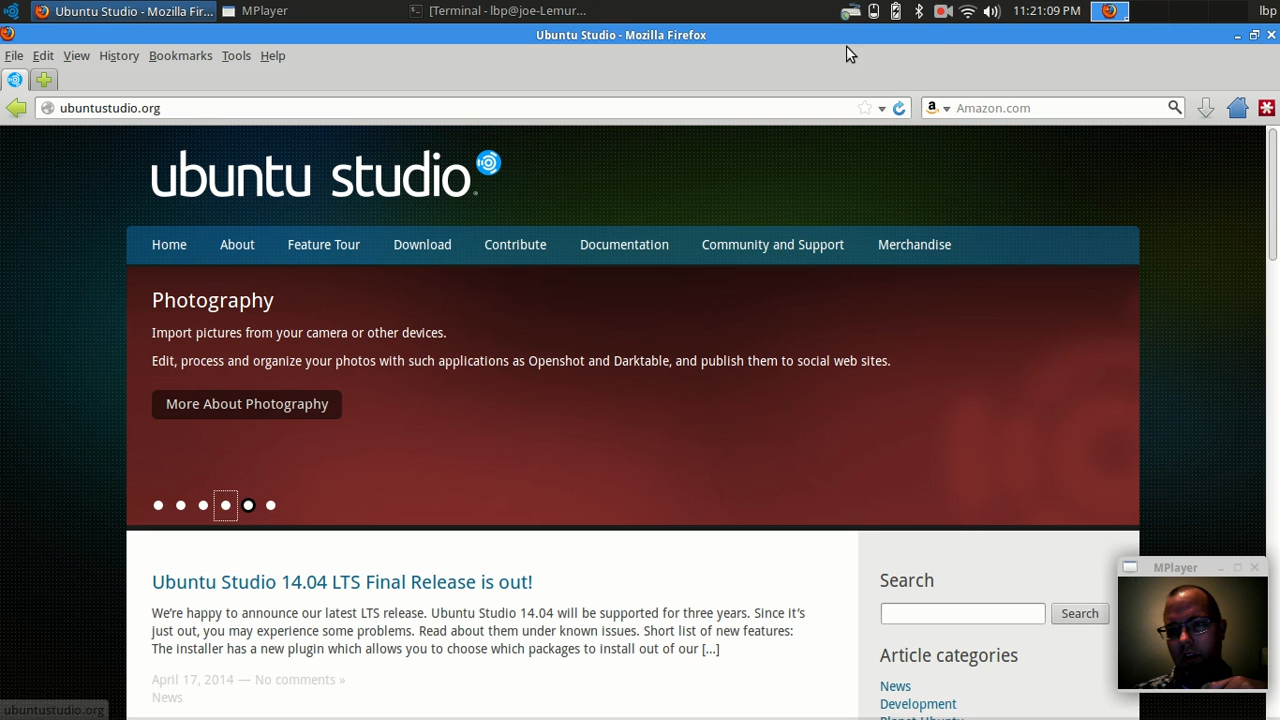 Ubuntu Studio - Mozilla Fir...
MPlayer
[Terminal - lbp@joe-Lemur...
11:21:09 PM
lbp
Ubuntu Studio - Mozilla Firefox
File Edit View History Bookmarks Tools Help
ubuntustudio.org
Amazon.com
ubuntu studio
Home About Feature Tour Download Contribute Documentation Community and Support Merchandise
Photography
Import pictures from your camera or other devices.
Edit, process and organize your photos with such applications as Openshot and Darktable, and publish them to social web sites.
More About Photography
Ubuntu Studio 14.04 LTS Final Release is out!
We're happy to announce our latest LTS release. Ubuntu Studio 14.04 will be supported for three years. Since it's
just out, you may experience some problems. Read about them under known issues. Short list of new features:
The installer has a new plugin which allows you to choose which packages to install out of our [...]
April 17, 2014 — No comments »
News
Search
Search
Article categories
News
Development
Planet Ubuntu
MPlayer
ubuntustudio.org